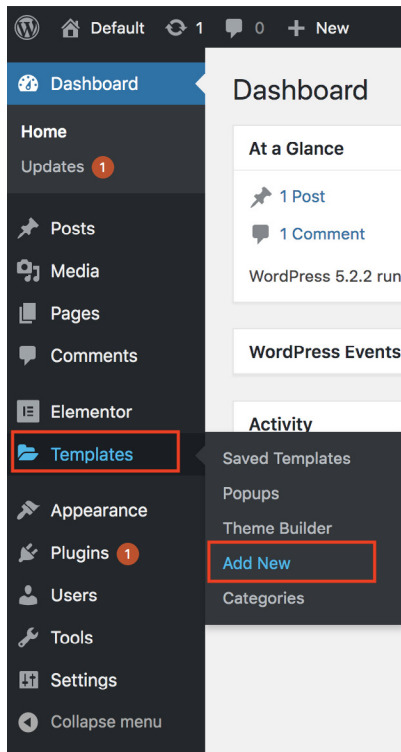 Default 1 0 + New
Dashboard
Home
Updates 1
Posts
Media
Pages
Comments
Elementor
Templates
Appearance
Plugins 1
Users
Tools
Settings
Collapse menu
Dashboard
At a Glance
1 Post
1 Comment
WordPress 5.2.2 run
WordPress Events
Activity
Saved Templates
Popups
Theme Builder
Add New
Categories